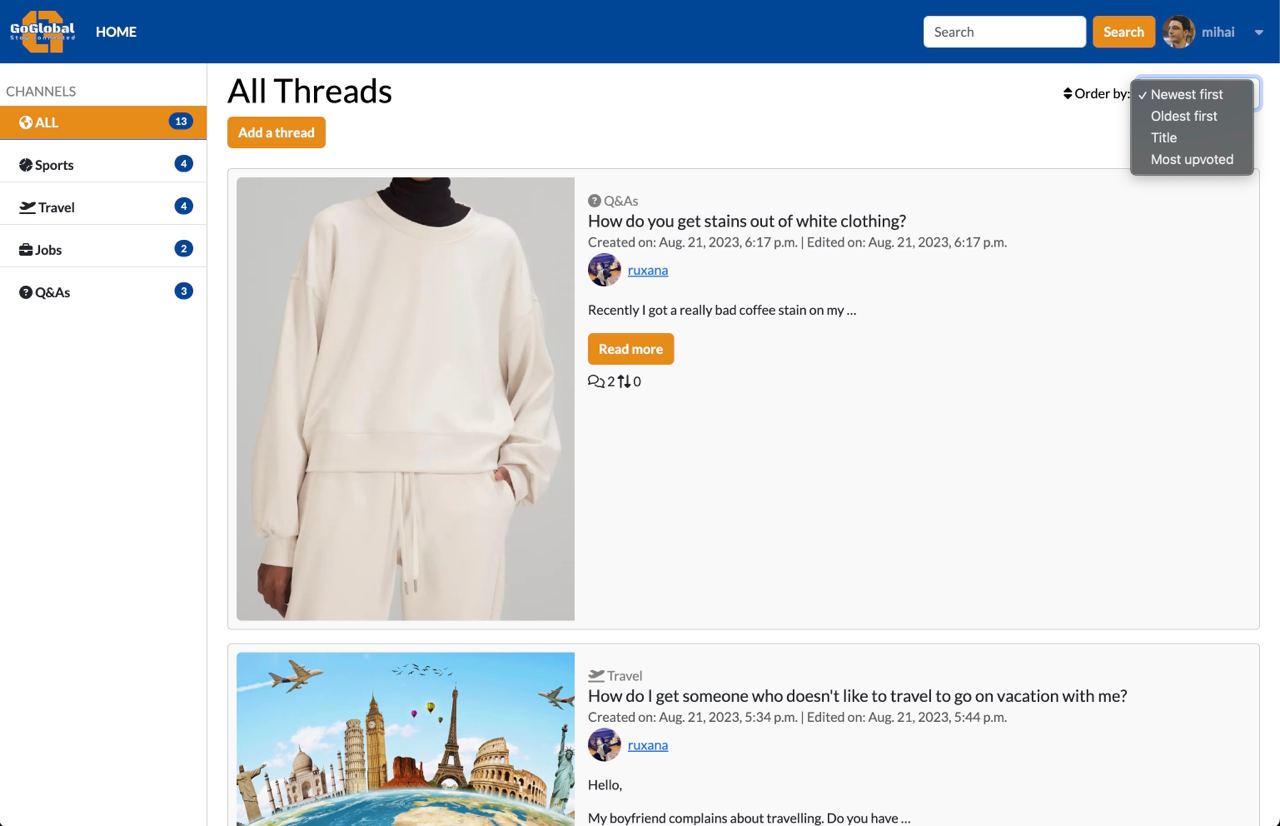 GoGlobal
Stay Connected
HOME
Search
Search
mihai
CHANNELS
ALL 13
Sports 4
Travel 4
Jobs 2
Q&As 3
All Threads
Order by:
✓ Newest first
Oldest first
Title
Most upvoted
Add a thread
Q&As
How do you get stains out of white clothing?
Created on: Aug. 21, 2023, 6:17 p.m. | Edited on: Aug. 21, 2023, 6:17 p.m.
ruxana
Recently I got a really bad coffee stain on my ...
Read more
2 0
Travel
How do I get someone who doesn't like to travel to go on vacation with me?
Created on: Aug. 21, 2023, 5:34 p.m. | Edited on: Aug. 21, 2023, 5:44 p.m.
ruxana
Hello,
My boyfriend complains about travelling. Do you have ...